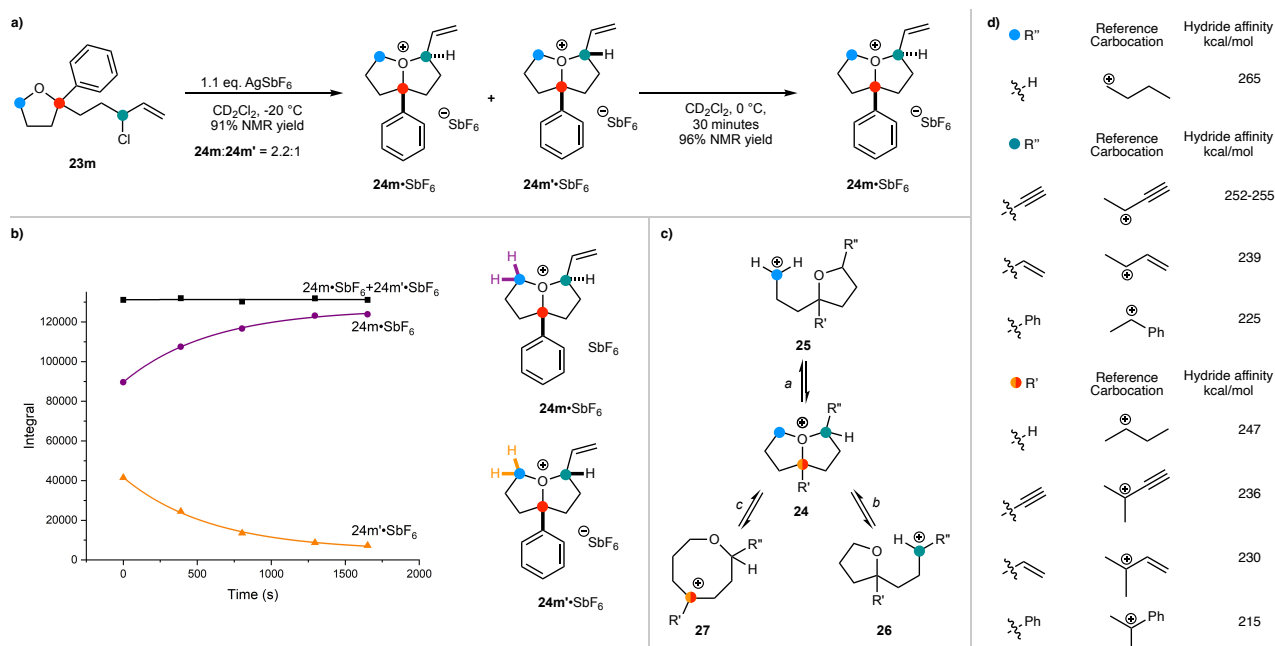 a)
O
Cl
23m
1.1 eq. AgSbF6
CD2Cl2, -20 °C
91% NMR yield
24m:24m' = 2.2:1
⊕
O
H
⊖SbF6
24m•SbF6
+
⊕
O
H
⊖SbF6
24m'•SbF6
CD2Cl2, 0 °C,
30 minutes
96% NMR yield
⊕
O
H
⊖SbF6
24m•SbF6
b)
Integral
120000
100000
80000
60000
40000
20000
0
0
500
1000
1500
2000
Time (s)
24m•SbF6+24m'•SbF6
24m•SbF6
24m'•SbF6
H
H
⊕
O
H
SbF6
24m•SbF6
H
H
⊕
O
H
⊖SbF6
24m'•SbF6
c)
H
⊕
H
O
R''
R'
25
a
⊕
O
R''
H
R'
24
c
b
O
R''
H
⊕
R'
27
O
H
⊕
R''
R'
26
d)
R''
Reference
Carbocation
Hydride affinity
kcal/mol
H
⊕
265
R''
Reference
Carbocation
Hydride affinity
kcal/mol
⊕
252-255
⊕
239
Ph
⊕
Ph
225
R'
Reference
Carbocation
Hydride affinity
kcal/mol
H
⊕
247
⊕
236
⊕
230
Ph
⊕
Ph
215